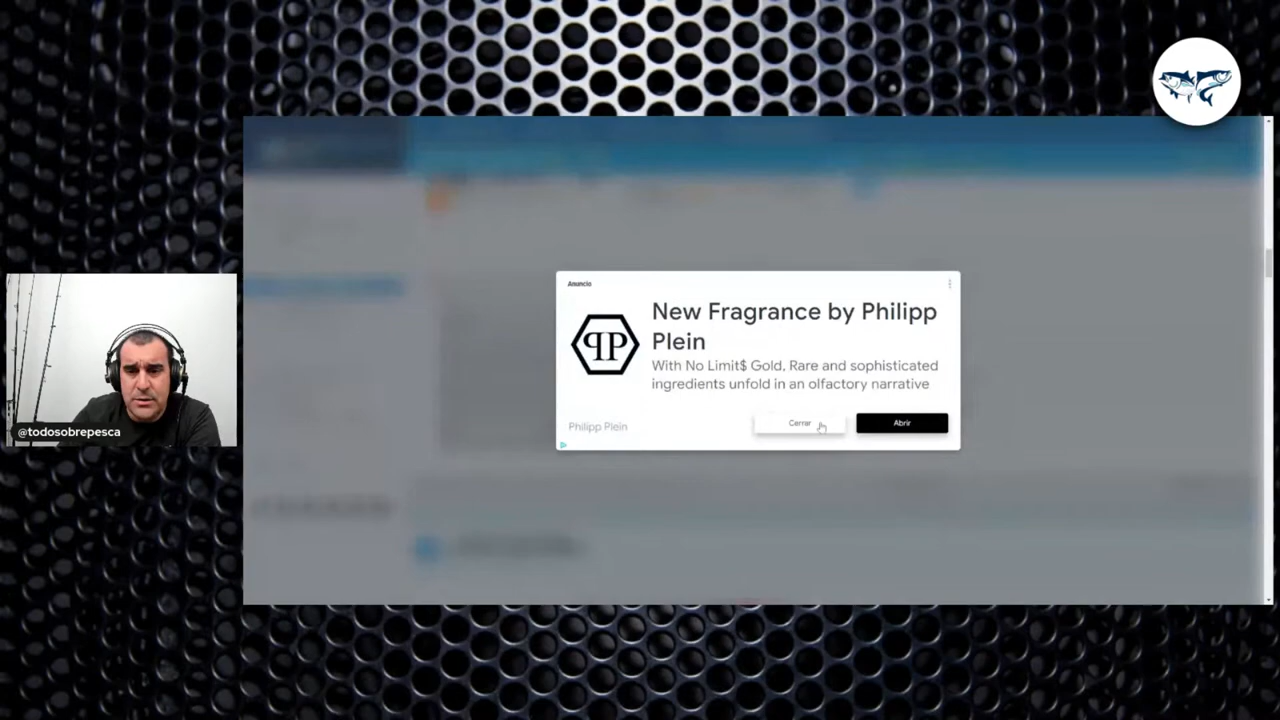 Anuncio
New Fragrance by Philipp
Plein
With No Limit$ Gold, Rare and sophisticated
ingredients unfold in an olfactory narrative
Philipp Plein
Cerrar
Abrir
@todosobrepesca